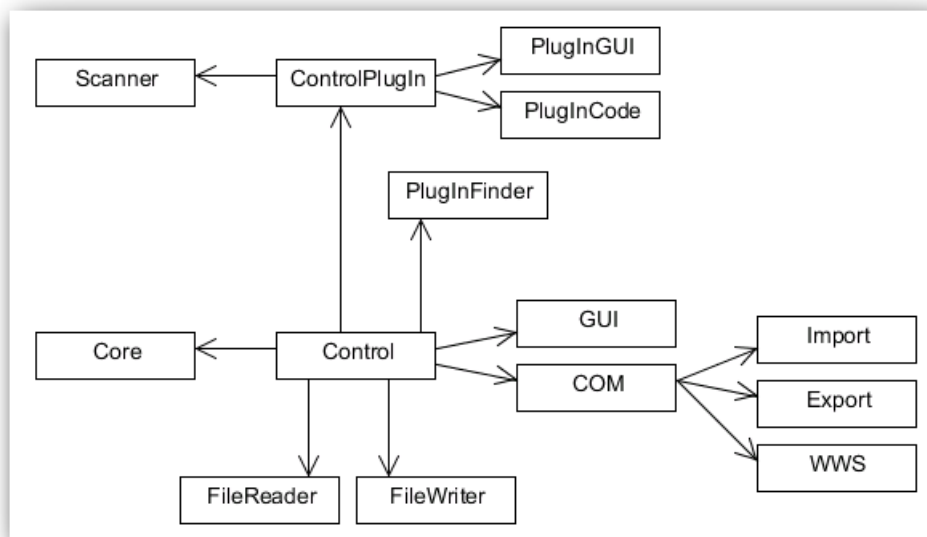 PlugInGUI
Scanner
ControlPlugIn
PlugInCode
PlugInFinder
GUI
Core
Control
Import
COM
Export
WWS
FileReader
FileWriter